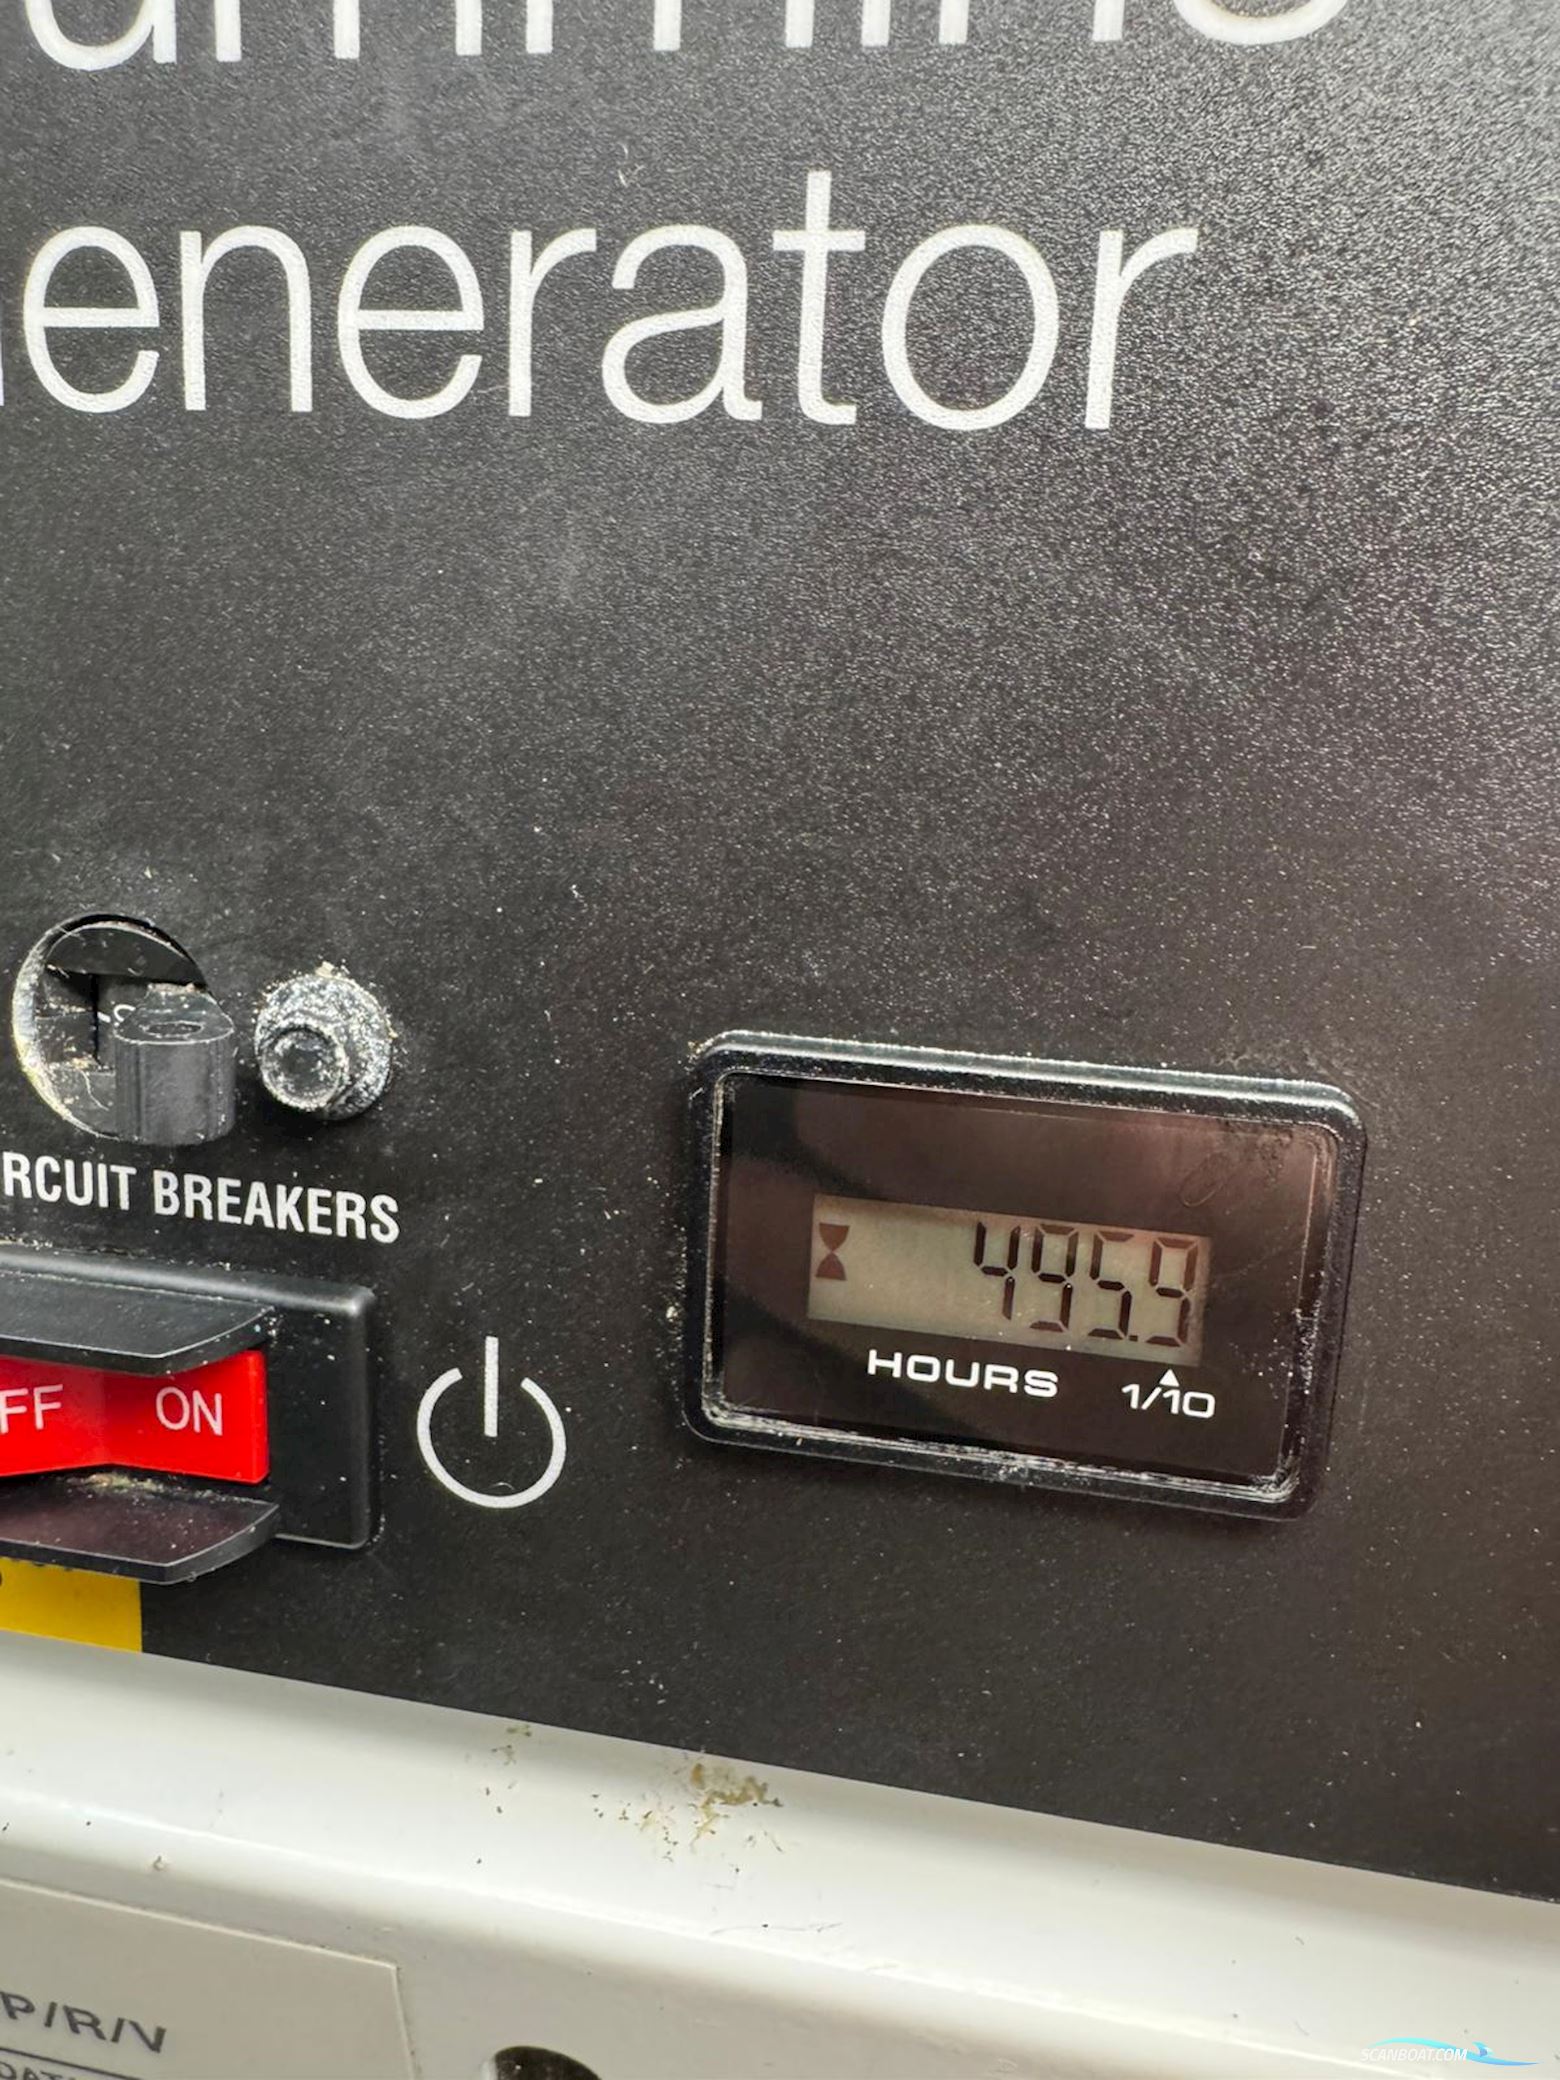 enerator
RCUIT BREAKERS
495.9
HOURS 1/10
FF ON
P/R/V
SCANBOAT.COM